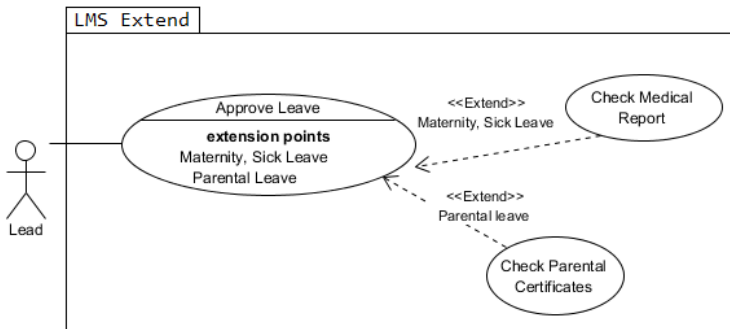 LMS Extend
Approve Leave
extension points
Maternity, Sick Leave
Parental Leave
<<Extend>>
Maternity, Sick Leave
Check Medical
Report
<<Extend>>
Parental leave
Check Parental
Certificates
Lead